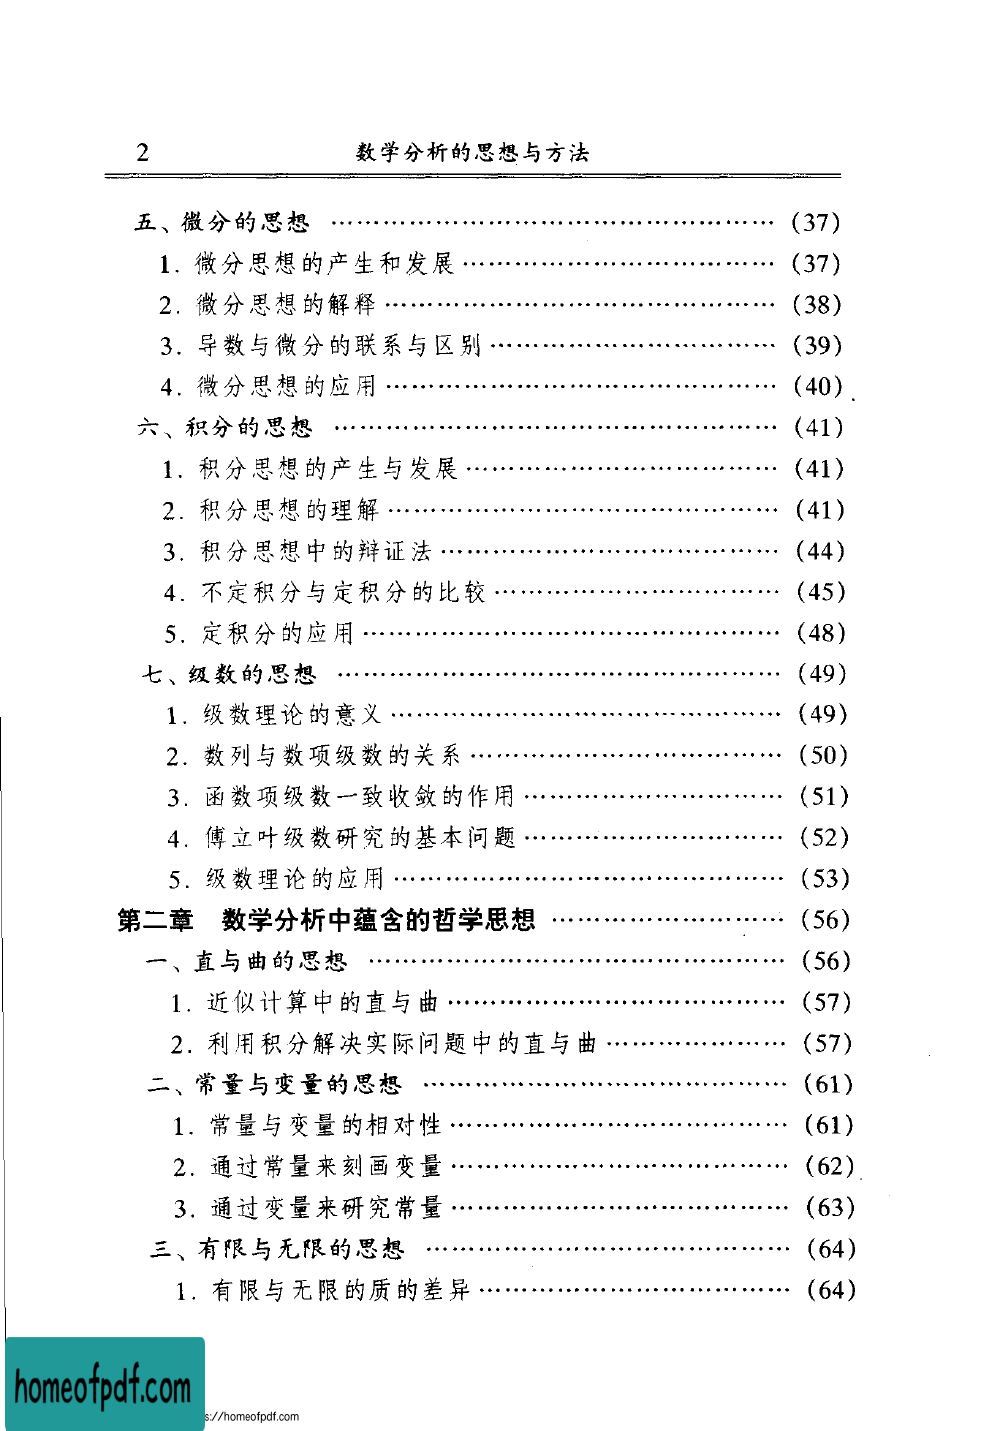 2 数学分析的思想与方法
五、微分的思想 ………………………………………… (37)
1. 微分思想的产生和发展 ……………………………… (37)
2. 微分思想的解释 ……………………………………… (38)
3. 导数与微分的联系与区别 …………………………… (39)
4. 微分思想的应用 ……………………………………… (40)
六、积分的思想 ………………………………………… (41)
1. 积分思想的产生与发展 ……………………………… (41)
2. 积分思想的理解 ……………………………………… (41)
3. 积分思想中的辩证法 ………………………………… (44)
4. 不定积分与定积分的比较 …………………………… (45)
5. 定积分的应用 ………………………………………… (48)
七、级数的思想 ………………………………………… (49)
1. 级数理论的意义 ……………………………………… (49)
2. 数列与数项级数的关系 ……………………………… (50)
3. 函数项级数一致收敛的作用 ………………………… (51)
4. 傅立叶级数研究的基本问题 ………………………… (52)
5. 级数理论的应用 ……………………………………… (53)
第二章 数学分析中蕴含的哲学思想 ……………………… (56)
一、直与曲的思想 ……………………………………… (56)
1. 近似计算中的直与曲 ………………………………… (57)
2. 利用积分解决实际问题中的直与曲 ………………… (57)
二、常量与变量的思想 ………………………………… (61)
1. 常量与变量的相对性 ………………………………… (61)
2. 通过常量来刻画变量 ………………………………… (62)
3. 通过变量来研究常量 ………………………………… (63)
三、有限与无限的思想 ………………………………… (64)
1. 有限与无限的质的差异 ……………………………… (64)
homeofpdf.com
s://homeofpdf.com